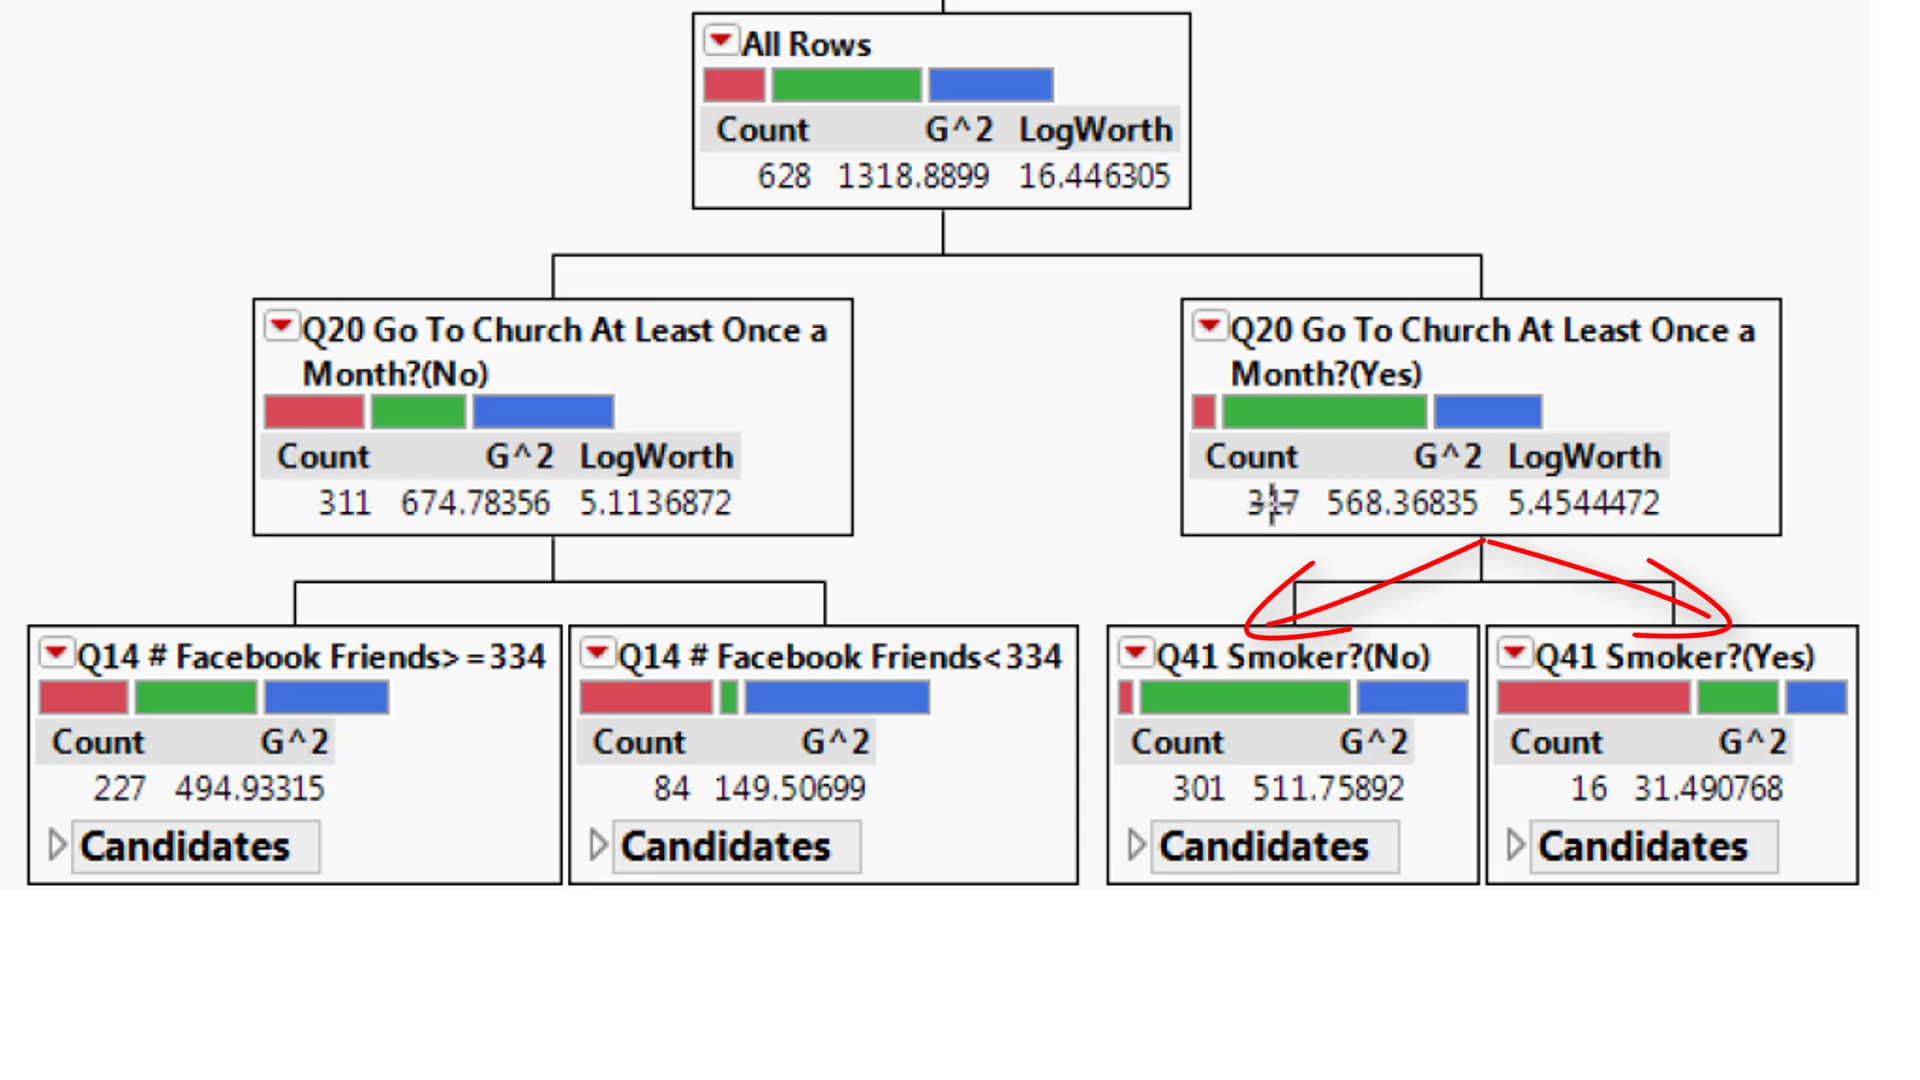 All Rows
Count G^2 LogWorth
628 1318.8899 16.446305
Q20 Go To Church At Least Once a
Month?(No)
Count G^2 LogWorth
311 674.78356 5.1136872
Q20 Go To Church At Least Once a
Month?(Yes)
Count G^2 LogWorth
317 568.36835 5.4544472
Q14 # Facebook Friends>=334
Count G^2
227 494.93315
Candidates
Q14 # Facebook Friends<334
Count G^2
84 149.50699
Candidates
Q41 Smoker?(No)
Count G^2
301 511.75892
Candidates
Q41 Smoker?(Yes)
Count G^2
16 31.490768
Candidates